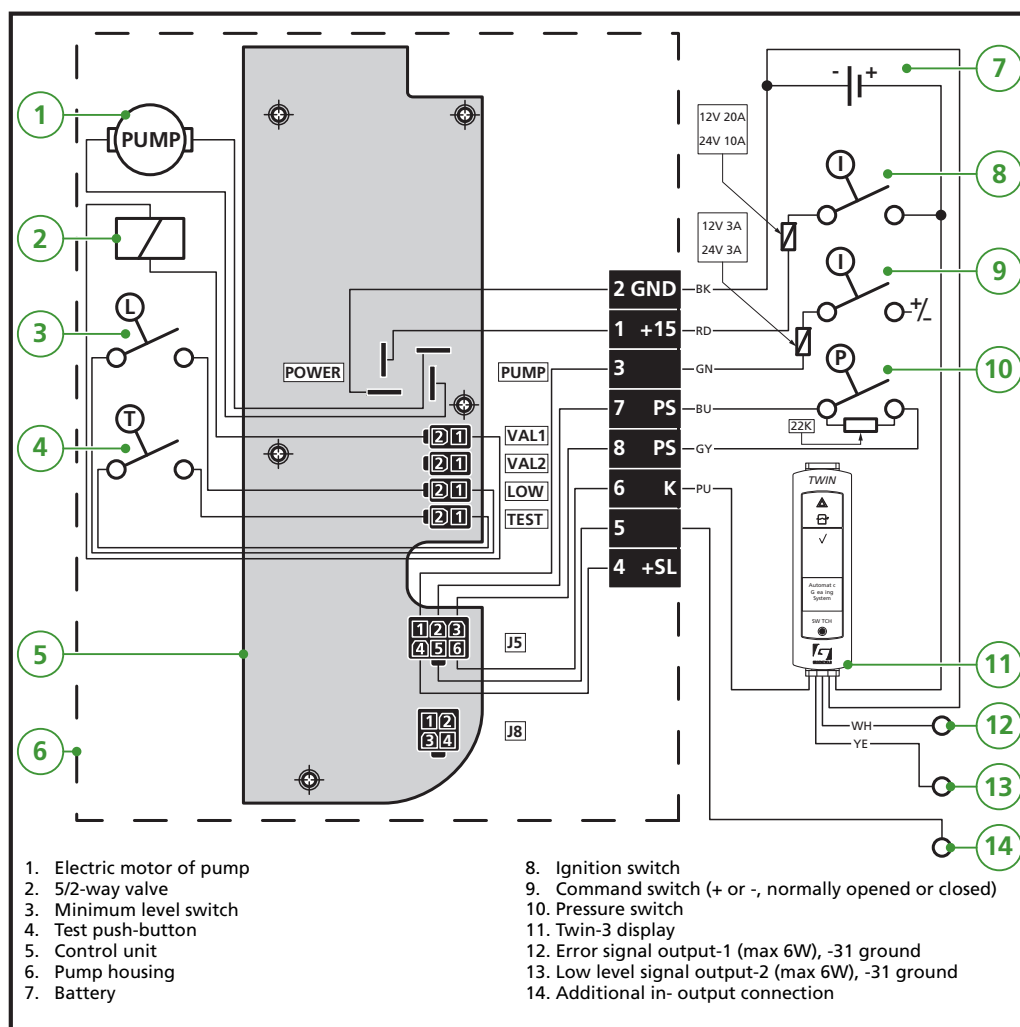 1
PUMP
2
L
3
T
4
5
6
POWER
PUMP
2 1 VAL1
2 1 VAL2
2 1 LOW
2 1 TEST
1 2 3
4 5 6
J5
1 2
3 4
J8
2 GND BK
1 +15 RD
3 GN
7 PS BU
8 PS GY
6 K PU
5
4 +SL
12V 20A
24V 10A
12V 3A
24V 3A
- +
7
I
8
I
+/-
9
P
10
22K
TWIN
Automat c
G ea ing
System
SW TCH
11
WH
12
YE
13
14
1. Electric motor of pump
2. 5/2-way valve
3. Minimum level switch
4. Test push-button
5. Control unit
6. Pump housing
7. Battery
8. Ignition switch
9. Command switch (+ or -, normally opened or closed)
10. Pressure switch
11. Twin-3 display
12. Error signal output-1 (max 6W), -31 ground
13. Low level signal output-2 (max 6W), -31 ground
14. Additional in- output connection